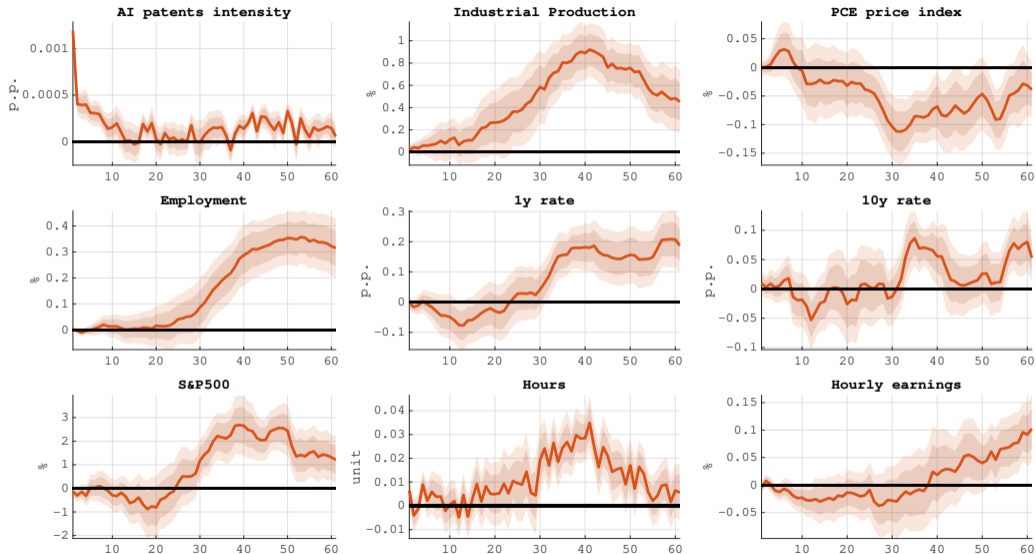 AI patents intensity
p.p.
0.001
0.0005
0
10 20 30 40 50 60
Industrial Production
%
1
0.8
0.6
0.4
0.2
0
10 20 30 40 50 60
PCE price index
%
0.05
0
-0.05
-0.1
-0.15
10 20 30 40 50 60
Employment
%
0.4
0.3
0.2
0.1
0
10 20 30 40 50 60
1y rate
p.p.
0.3
0.2
0.1
0
-0.1
10 20 30 40 50 60
10y rate
p.p.
0.1
0.05
0
-0.05
-0.1
10 20 30 40 50 60
S&P500
%
3
2
1
0
-1
-2
10 20 30 40 50 60
Hours
unit
0.04
0.03
0.02
0.01
0
-0.01
10 20 30 40 50 60
Hourly earnings
%
0.15
0.1
0.05
0
-0.05
10 20 30 40 50 60